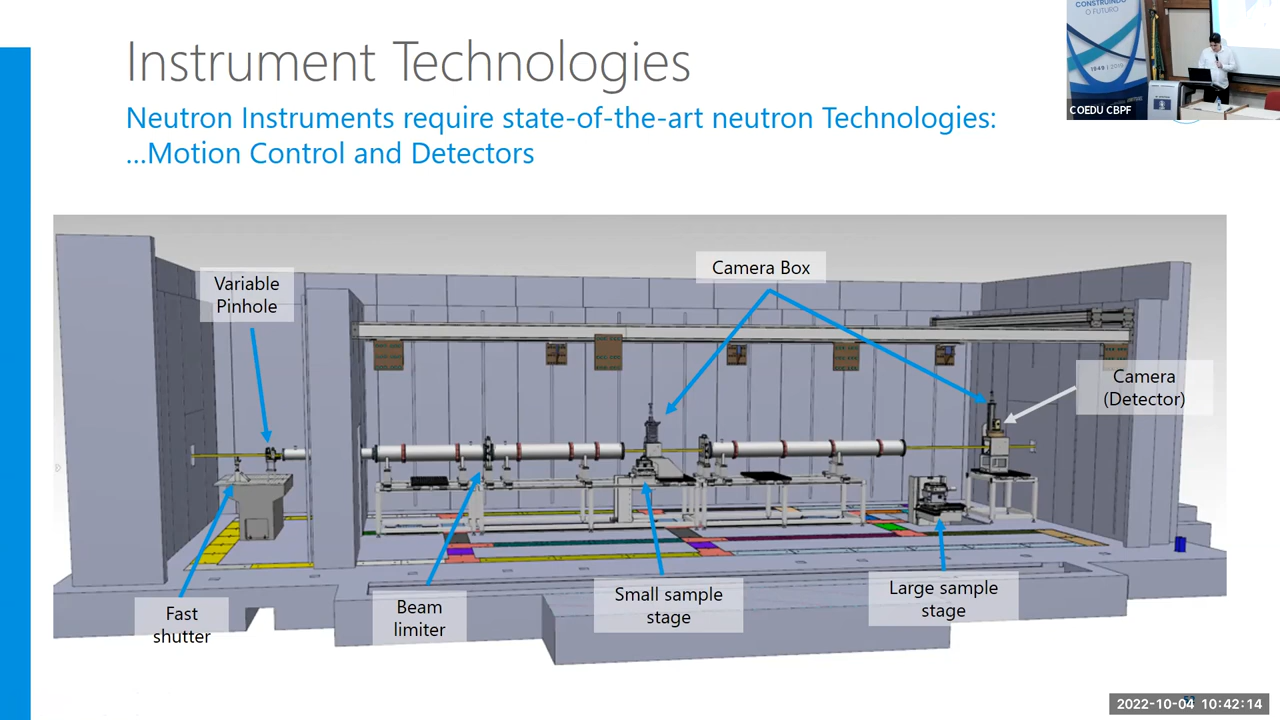 Instrument Technologies
Neutron Instruments require state-of-the-art neutron Technologies:
...Motion Control and Detectors
CONSTRUINDO
O FUTURO
COEDU CBPF
Variable
Pinhole
Camera Box
Camera
(Detector)
Fast
shutter
Beam
limiter
Small sample
stage
Large sample
stage
2022-10-04 10:42:14